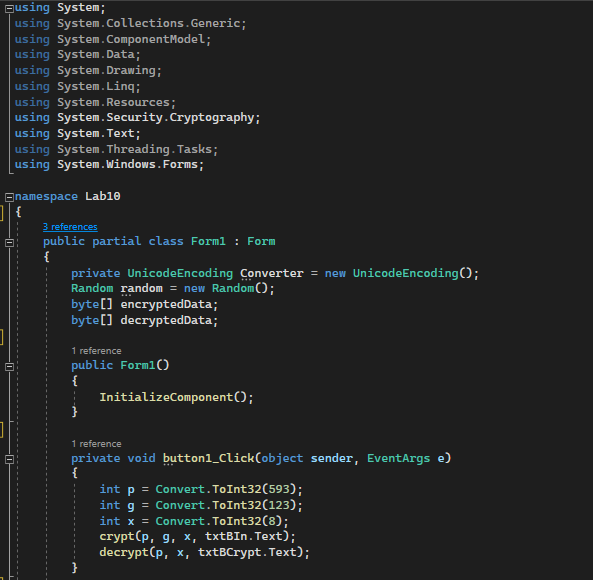 using System;
using System.Collections.Generic;
using System.ComponentModel;
using System.Data;
using System.Drawing;
using System.Linq;
using System.Resources;
using System.Security.Cryptography;
using System.Text;
using System.Threading.Tasks;
using System.Windows.Forms;
namespace Lab10
{
3 references
public partial class Form1 : Form
{
private UnicodeEncoding Converter = new UnicodeEncoding();
Random random = new Random();
byte[] encryptedData;
byte[] decryptedData;
1 reference
public Form1()
{
InitializeComponent();
}
1 reference
private void button1_Click(object sender, EventArgs e)
{
int p = Convert.ToInt32(593);
int g = Convert.ToInt32(123);
int x = Convert.ToInt32(8);
crypt(p, g, x, txtBIn.Text);
decrypt(p, x, txtBCrypt.Text);
}